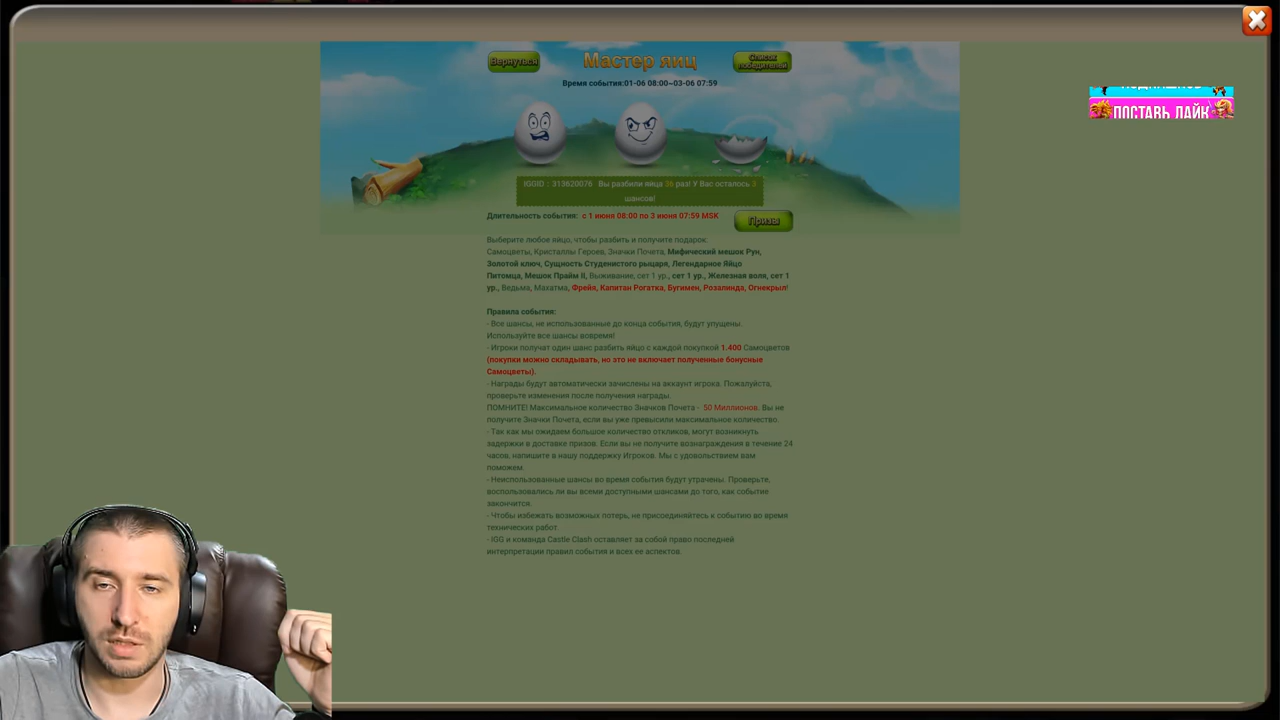 Вернуться
Мастер яиц
Список
победителей
Время события:01-06 08:00~03-06 07:59
ПОСТАВЬ ЛАЙК
IGGID：313620076 Вы разбили яйца 36 раз! У Вас осталось 3
шансов!
Длительность события: с 1 июня 08:00 по 3 июня 07:59 MSK
Призы
Выберите любое яйцо, чтобы разбить и получите подарок.
Самоцветы, Кристаллы Героев, Значки Почета, Мифический мешок Рун,
Золотой ключ, Сущность Студенистого рыцаря, Легендарное Яйцо
Питомца, Мешок Прайм II, Выживание, сет 1 ур., сет 1 ур., Железная воля, сет 1
ур., Ведьма, Махатма, Фрейя, Капитан Рогатка, Бугимен, Розалинда, Огнекрыл!
Правила события:
- Все шансы, не использованные до конца события, будут упущены.
Используйте все шансы вовремя!
- Игроки получат один шанс разбить яйцо с каждой покупкой 1.400 Самоцветов
(покупки можно складывать, но это не включает полученные бонусные
Самоцветы).
- Награды будут автоматически зачислены на аккаунт игрока. Пожалуйста,
проверьте изменения после получения награды.
ПОМНИТЕ! Максимальное количество Значков Почета - 50 Миллионов. Вы не
получите Значки Почета, если вы уже превысили максимальное количество.
- Так как мы ожидаем большое количество откликов, могут возникнуть
задержки в доставке призов. Если вы не получите вознаграждения в течение 24
часов, напишите в нашу поддержку Игроков. Мы с удовольствием вам
поможем.
- Неиспользованные шансы во время события будут утрачены. Проверьте,
воспользовались ли вы всеми доступными шансами до того, как событие
закончится.
- Чтобы избежать возможных потерь, не присоединяйтесь к событию во время
технических работ.
- IGG и команда Castle Clash оставляет за собой право последней
интерпретации правил события и всех ее аспектов.